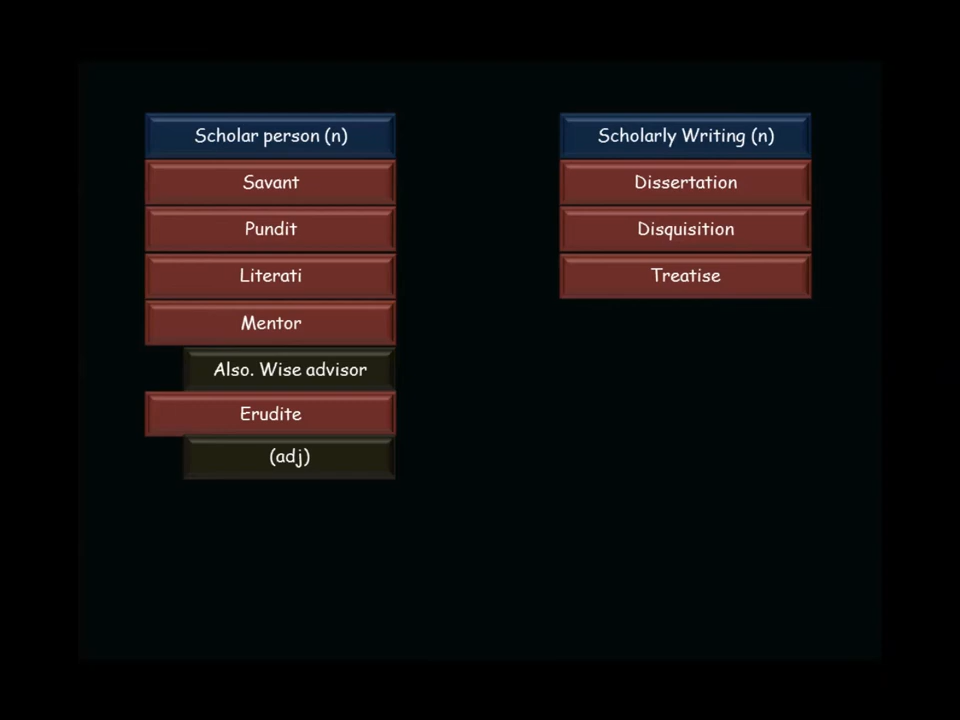 Scholar person (n)
Savant
Pundit
Literati
Mentor
Also. Wise advisor
Erudite
(adj)
Scholarly Writing (n)
Dissertation
Disquisition
Treatise